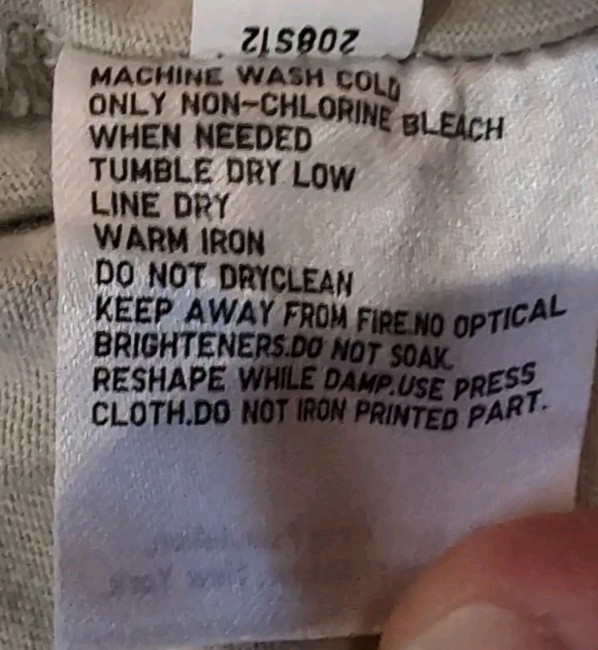 208S12
MACHINE WASH COLD
ONLY NON-CHLORINE BLEACH
WHEN NEEDED
TUMBLE DRY LOW
LINE DRY
WARM IRON
DO NOT DRYCLEAN
KEEP AWAY FROM FIRE.NO OPTICAL
BRIGHTENERS.DO NOT SOAK.
RESHAPE WHILE DAMP.USE PRESS
CLOTH.DO NOT IRON PRINTED PART.